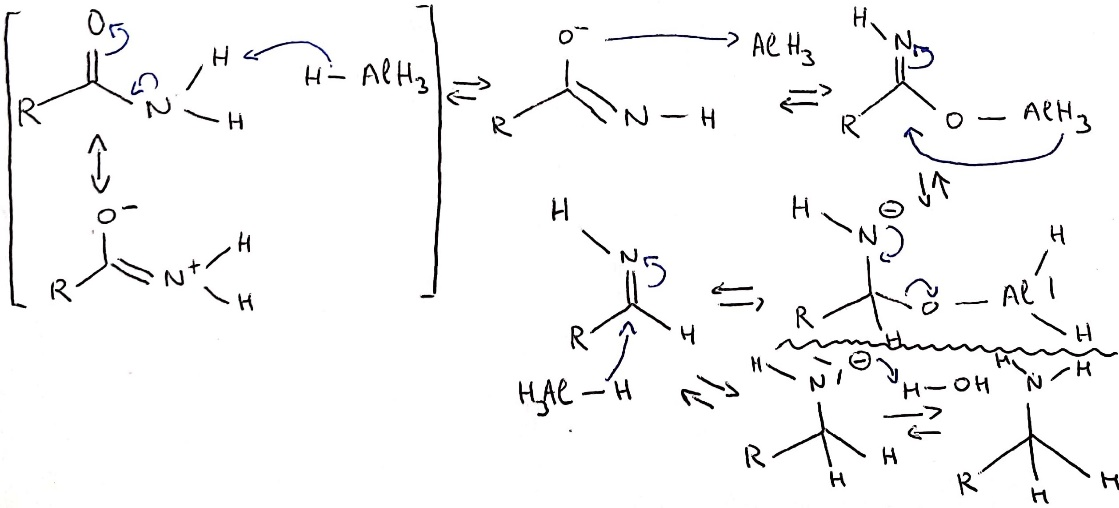 O H O⁻ AlH₃ H N
H – AlH₃
R N H R N – H R O – AlH₃
O⁻ H N ⊖ H
H N
R N⁺ H H R H R O – Al H
H
H₃Al – H H N ⊖ H – OH H N H
R H H R H H